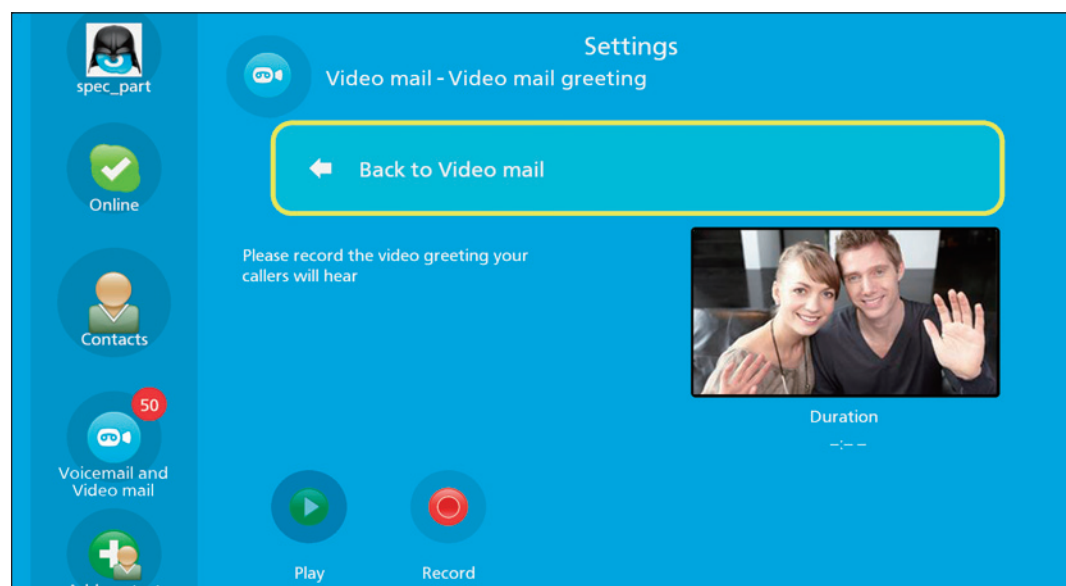 Settings
Video mail - Video mail greeting
spec_part
Back to Video mail
Online
Please record the video greeting your
callers will hear
Contacts
50
Duration
–:– –
Voicemail and
Video mail
Play
Record